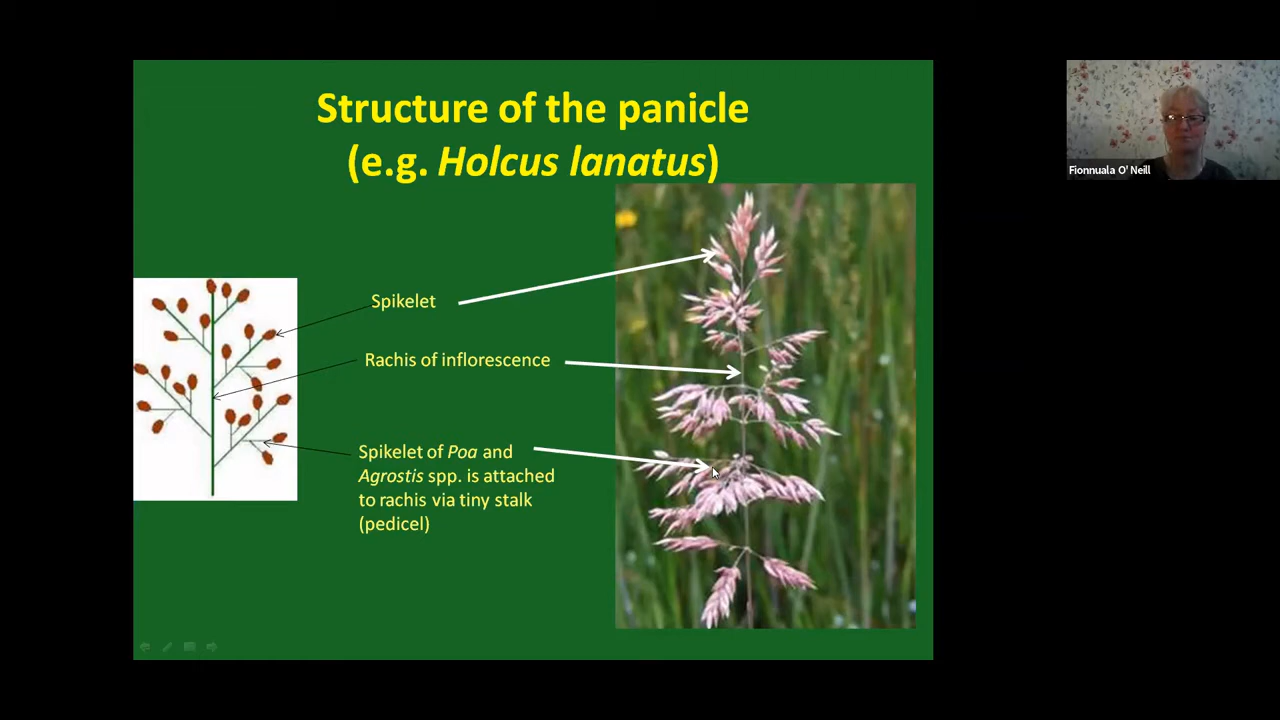 Structure of the panicle
(e.g. Holcus lanatus)
Spikelet
Rachis of inflorescence
Spikelet of Poa and
Agrostis spp. is attached
to rachis via tiny stalk
(pedicel)
Fionnuala O' Neill